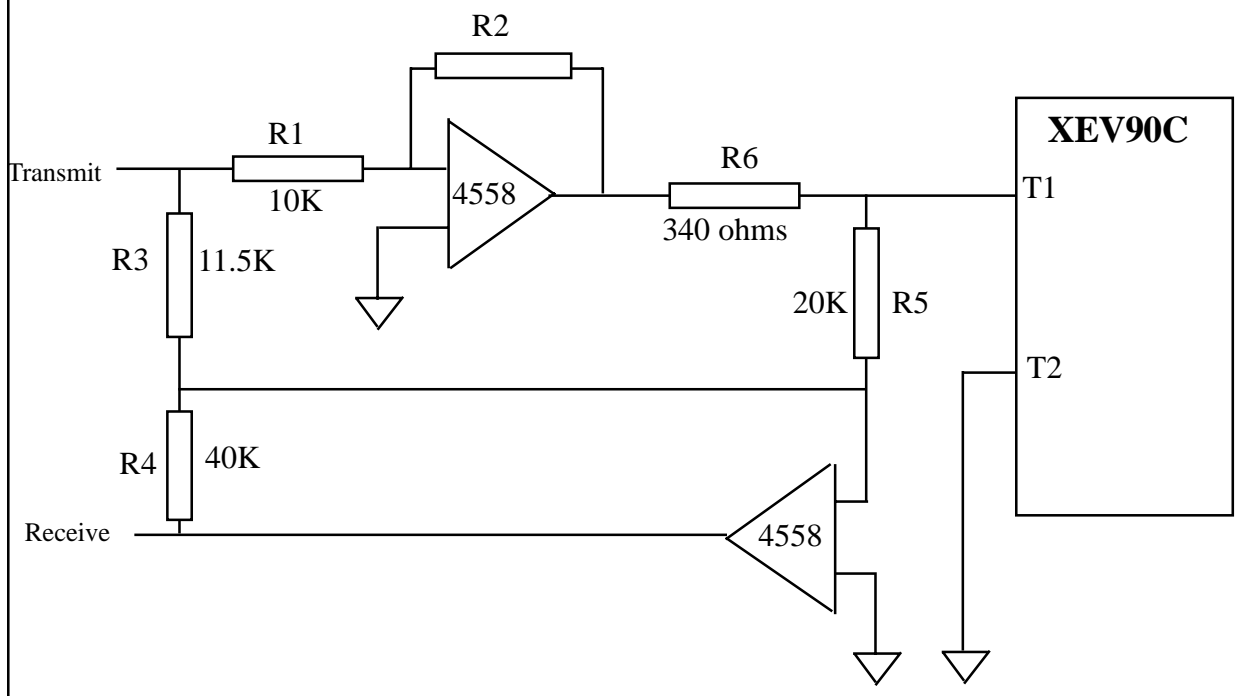 R2
XEV90C
R1
Transmit
10K
4558
R6
340 ohms
T1
R3
11.5K
20K
R5
T2
R4
40K
Receive
4558